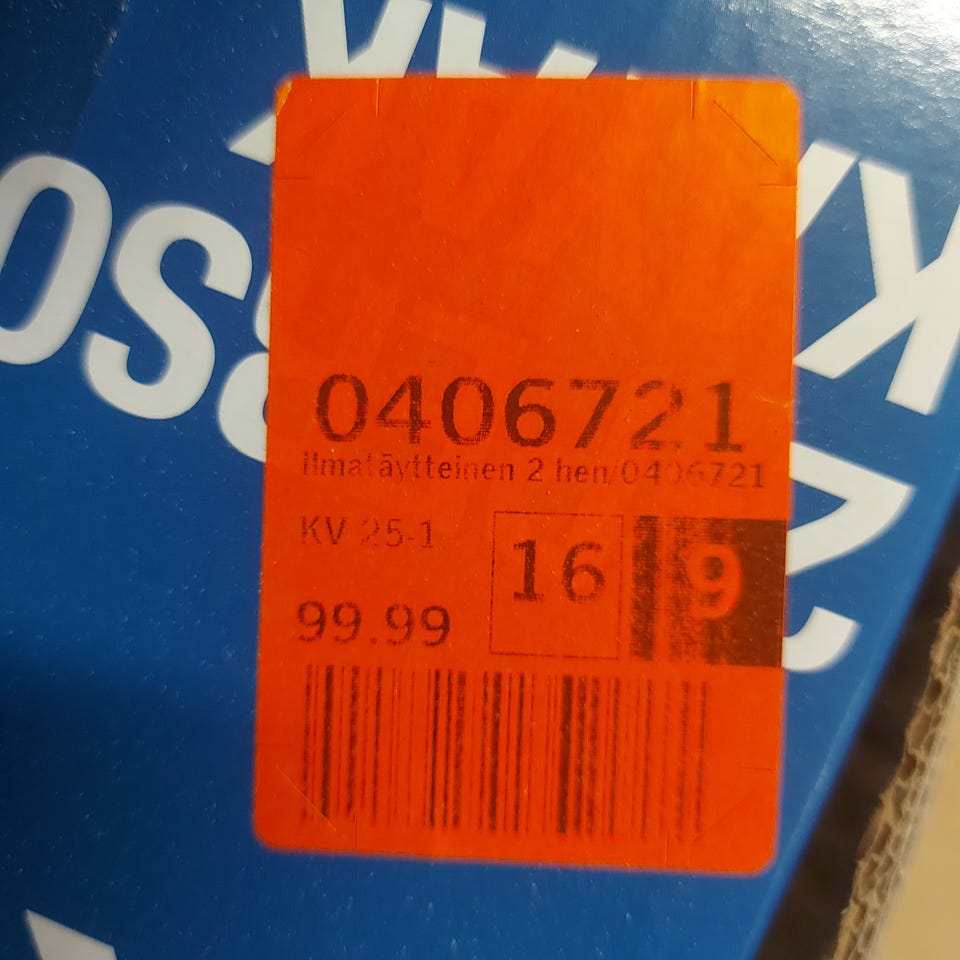 0406721
ilmatäytteinen 2 hen/0406721
KV 25-1
16
9
99.99